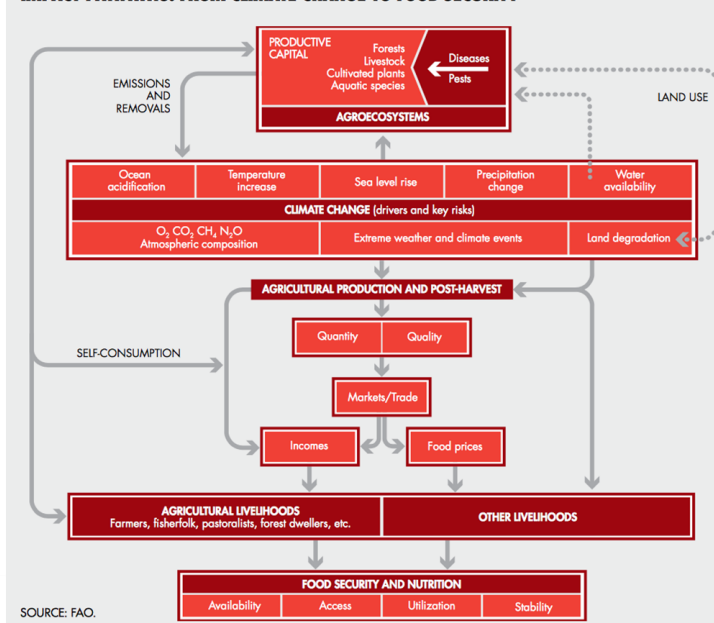 PRODUCTIVE
CAPITAL
Forests
Livestock
Cultivated plants
Aquatic species
Diseases
Pests
AGROECOSYSTEMS
EMISSIONS
AND
REMOVALS
LAND USE
Ocean
acidification
Temperature
increase
Sea level rise
Precipitation
change
Water
availability
CLIMATE CHANGE (drivers and key risks)
O₂ CO₂ CH₄ N₂O
Atmospheric composition
Extreme weather and climate events
Land degradation
AGRICULTURAL PRODUCTION AND POST-HARVEST
Quantity
Quality
SELF-CONSUMPTION
Markets/Trade
Incomes
Food prices
AGRICULTURAL LIVELIHOODS
Farmers, fisherfolk, pastoralists, forest dwellers, etc.
OTHER LIVELIHOODS
FOOD SECURITY AND NUTRITION
Availability
Access
Utilization
Stability
SOURCE: FAO.